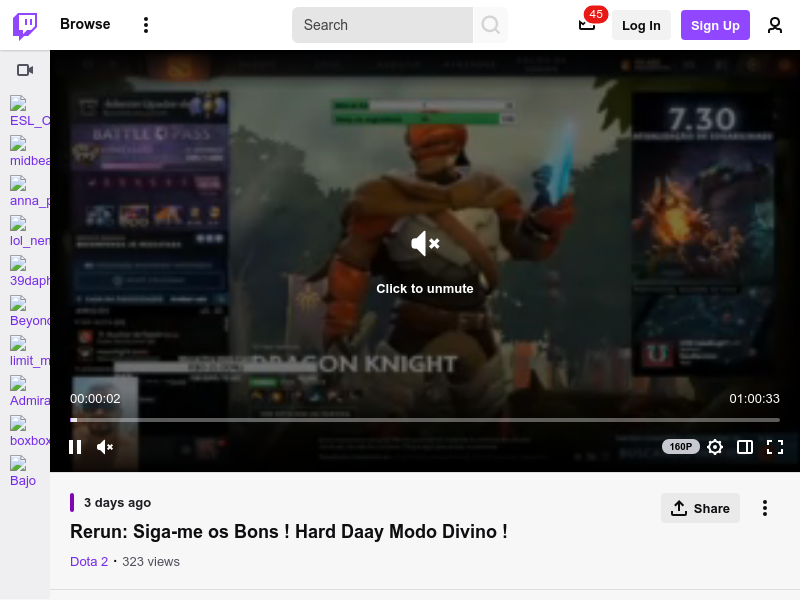 Browse
Search
45
Log In
Sign Up
ESL_C
midbea
anna_p
lol_nem
39daph
Beyond
limit_m
Admira
boxbox
Bajo
BATTLE PASS
7.30
Click to unmute
DRAGON KNIGHT
00:00:02
01:00:33
160P
3 days ago
Share
Rerun: Siga-me os Bons ! Hard Daay Modo Divino !
Dota 2 · 323 views